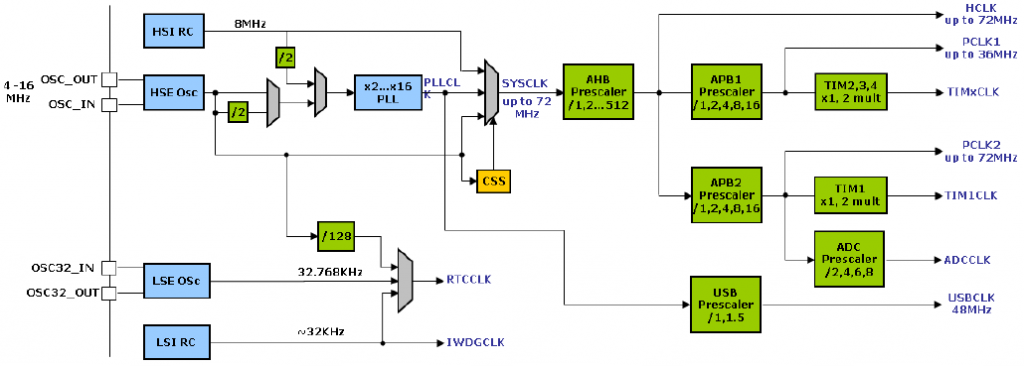 HCLK
up to 72MHz
HSI RC
8MHz
PCLK1
up to 36MHz
/2
4 -16
MHz
OSC_OUT
OSC_IN
HSE Osc
/2
x2...x16
PLL
PLLCL
K
SYSCLK
up to 72
MHz
AHB
Prescaler
/1,2...512
APB1
Prescaler
/1,2,4,8,16
TIM2,3,4
x1, 2 mult
TIMxCLK
CSS
PCLK2
up to 72MHz
APB2
Prescaler
/1,2,4,8,16
TIM1
x1, 2 mult
TIM1CLK
/128
ADC
Prescaler
/2,4,6,8
ADCCLK
OSC32_IN
OSC32_OUT
LSE OSc
32.768KHz
RTCCLK
USB
Prescaler
/1,1.5
USBCLK
48MHz
LSI RC
~32KHz
IWDGCLK